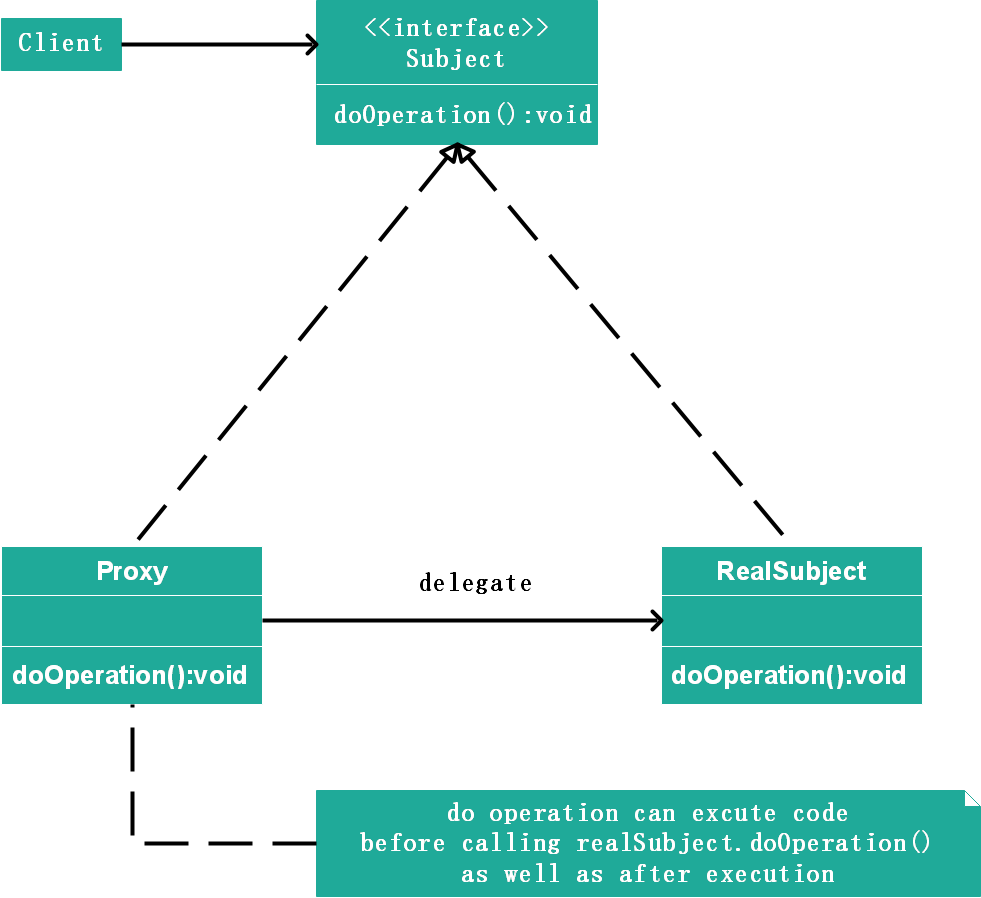 Client
<<interface>>
Subject
doOperation():void
Proxy
doOperation():void
delegate
RealSubject
doOperation():void
do operation can excute code
before calling realSubject.doOperation()
as well as after execution